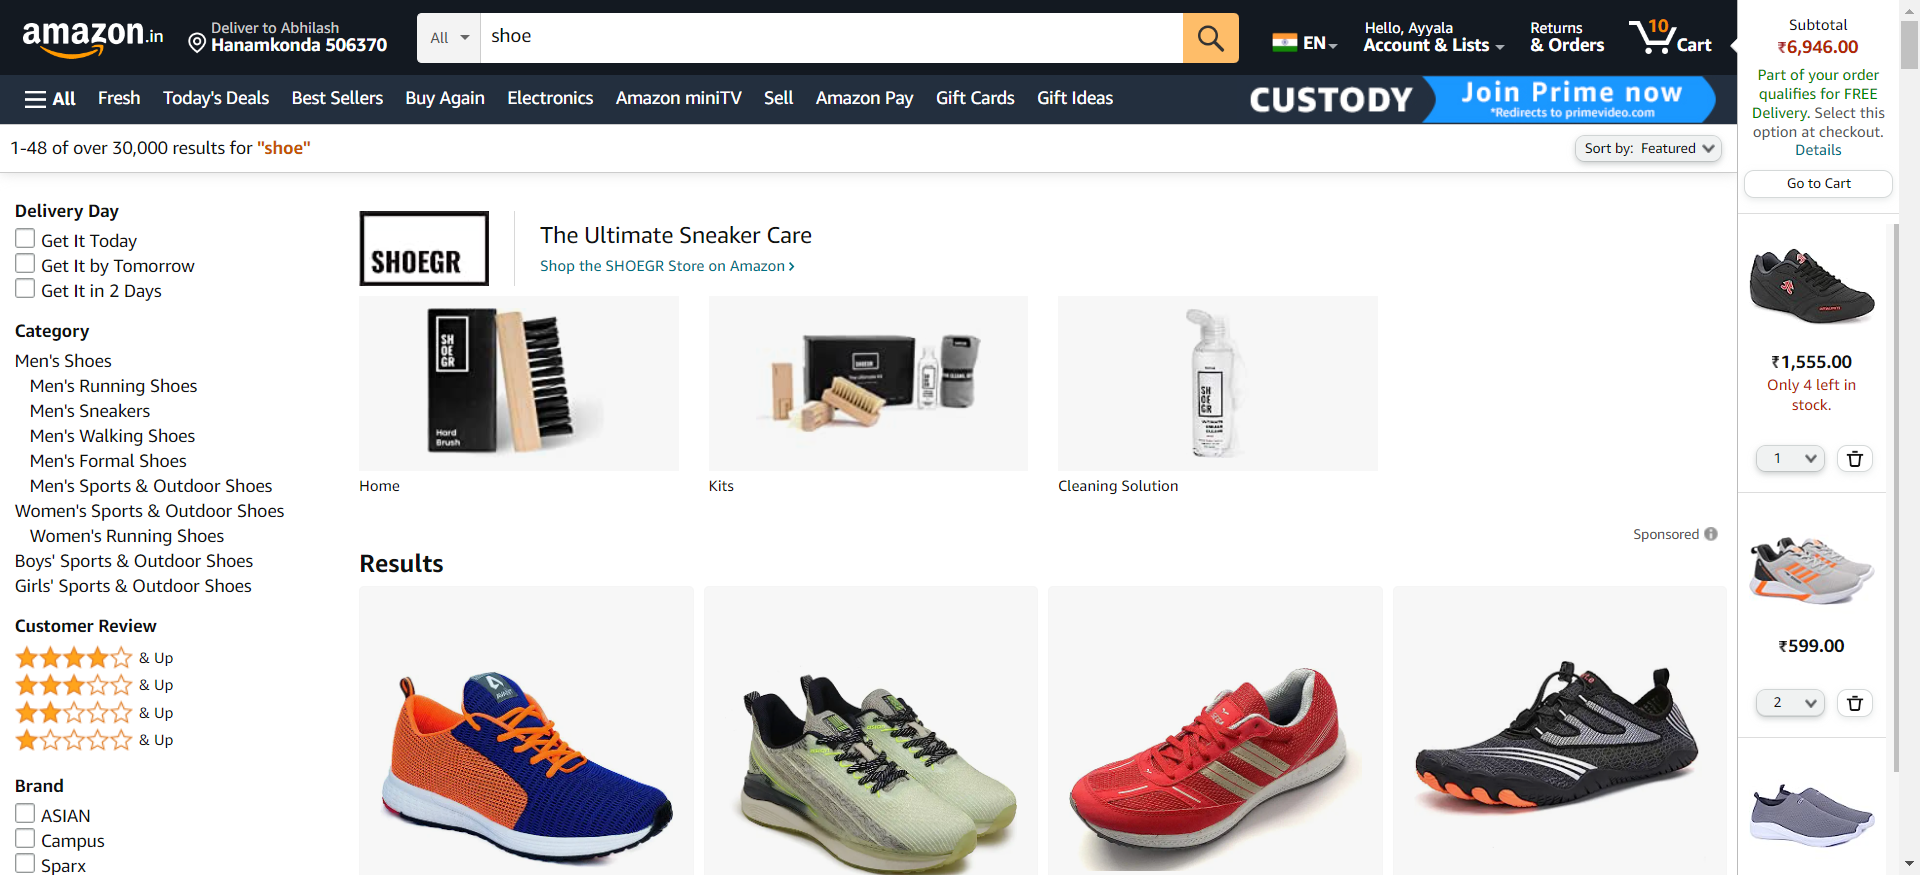 amazon.in
Deliver to Abhilash
Hanamkonda 506370
All
shoe
EN
Hello, Ayyala
Account & Lists
Returns
& Orders
10
Cart
All
Fresh
Today's Deals
Best Sellers
Buy Again
Electronics
Amazon miniTV
Sell
Amazon Pay
Gift Cards
Gift Ideas
CUSTODY
Join Prime now
*Redirects to primevideo.com
1-48 of over 30,000 results for "shoe"
Sort by: Featured
Delivery Day
Get It Today
Get It by Tomorrow
Get It in 2 Days
Category
Men's Shoes
Men's Running Shoes
Men's Sneakers
Men's Walking Shoes
Men's Formal Shoes
Men's Sports & Outdoor Shoes
Women's Sports & Outdoor Shoes
Women's Running Shoes
Boys' Sports & Outdoor Shoes
Girls' Sports & Outdoor Shoes
Customer Review
& Up
& Up
& Up
& Up
Brand
ASIAN
Campus
Sparx
SHOEGR
The Ultimate Sneaker Care
Shop the SHOEGR Store on Amazon ›
SH
OE
GR
Hard
Brush
Home
SHOEGR
Kits
SH
OE
GR
ULTIMATE
SNEAKER
CLEANER
Cleaning Solution
Sponsored
Results
Subtotal
₹6,946.00
Part of your order
qualifies for FREE
Delivery. Select this
option at checkout.
Details
Go to Cart
₹1,555.00
Only 4 left in
stock.
1
₹599.00
2